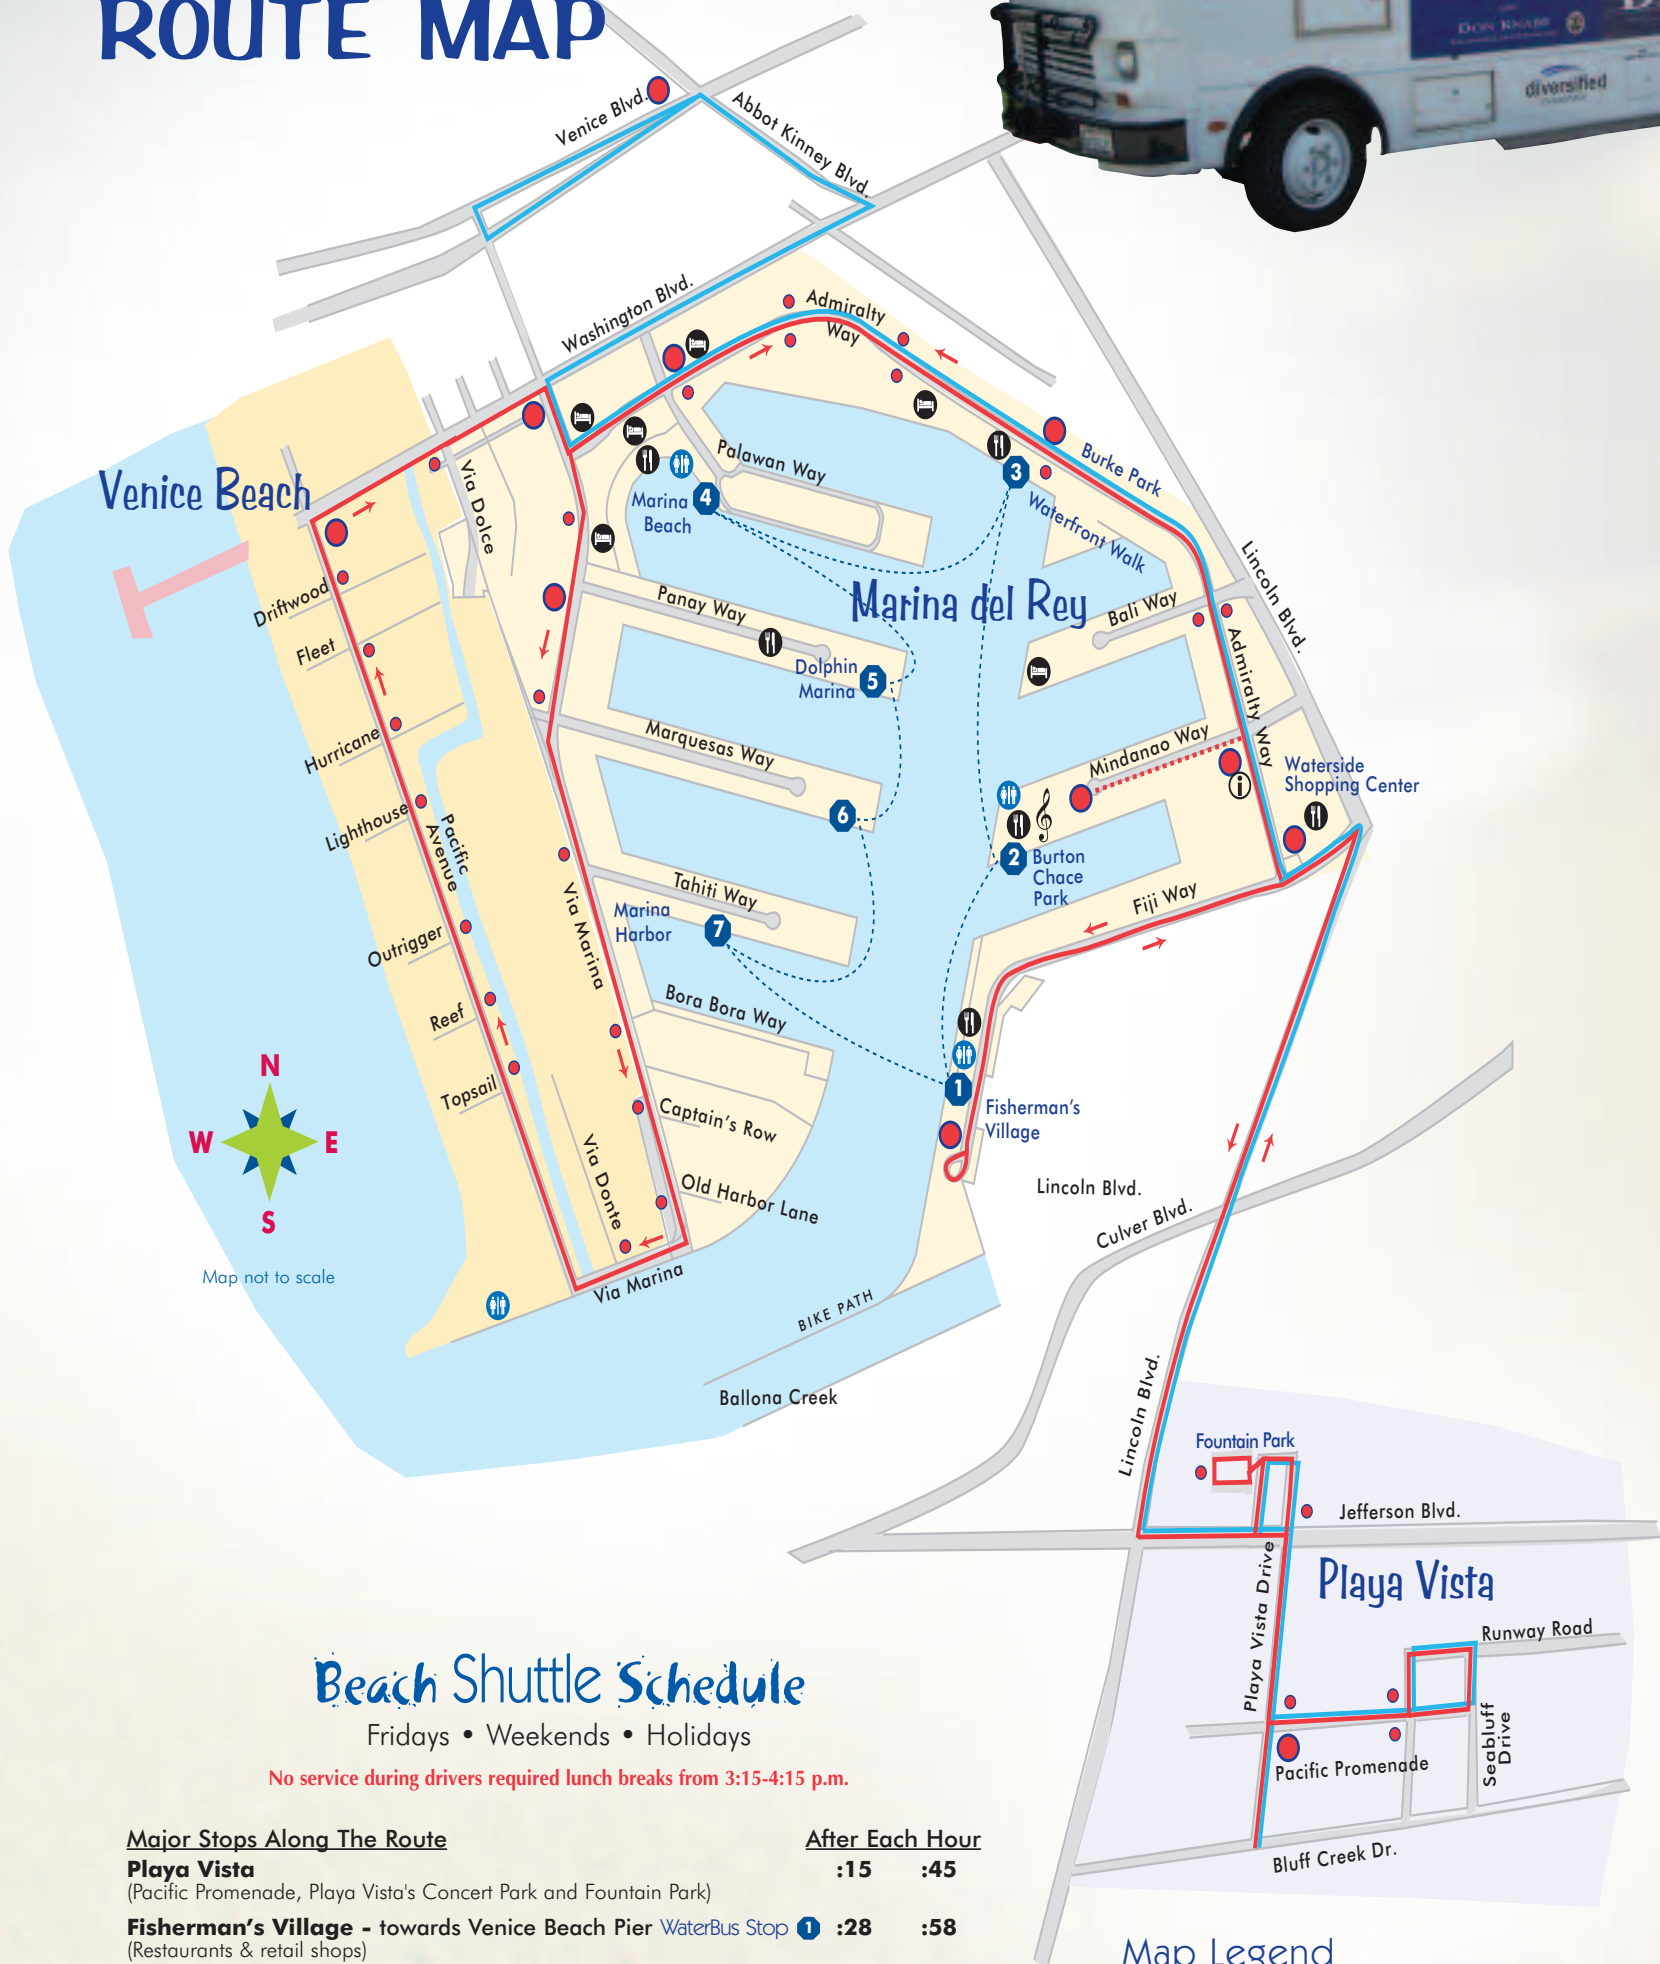 ROUTE MAP
DON KNABE
diversified
Venice Blvd.
Abbot Kinney Blvd.
Washington Blvd.
Admiralty
Way
Venice Beach
Via Dolce
Palawan Way
Marina
Beach
4
3
Burke Park
Waterfront Walk
Lincoln Blvd.
Marina del Rey
Driftwood
Fleet
Hurricane
Lighthouse
Pacific
Avenue
Outrigger
Reef
Topsail
Panay Way
Dolphin
Marina
5
Bali Way
Admiralty Way
Marquesas Way
6
Mindanao Way
i
Waterside
Shopping Center
2
Burton
Chace
Park
Tahiti Way
Marina
Harbor
7
Via Marina
Fiji Way
Bora Bora Way
1
Fisherman's
Village
Captain's Row
Old Harbor Lane
Via Donte
Via Marina
N
W
E
S
Map not to scale
Lincoln Blvd.
Culver Blvd.
BIKE PATH
Ballona Creek
Lincoln Blvd.
Fountain Park
Jefferson Blvd.
Playa Vista
Playa Vista Drive
Runway Road
Seabluff
Drive
Pacific Promenade
Bluff Creek Dr.
Beach Shuttle Schedule
Fridays • Weekends • Holidays
No service during drivers required lunch breaks from 3:15-4:15 p.m.
Major Stops Along The Route After Each Hour
Playa Vista :15 :45
(Pacific Promenade, Playa Vista's Concert Park and Fountain Park)
Fisherman's Village - towards Venice Beach Pier WaterBus Stop 1 :28 :58
(Restaurants & retail shops)
Map Legend